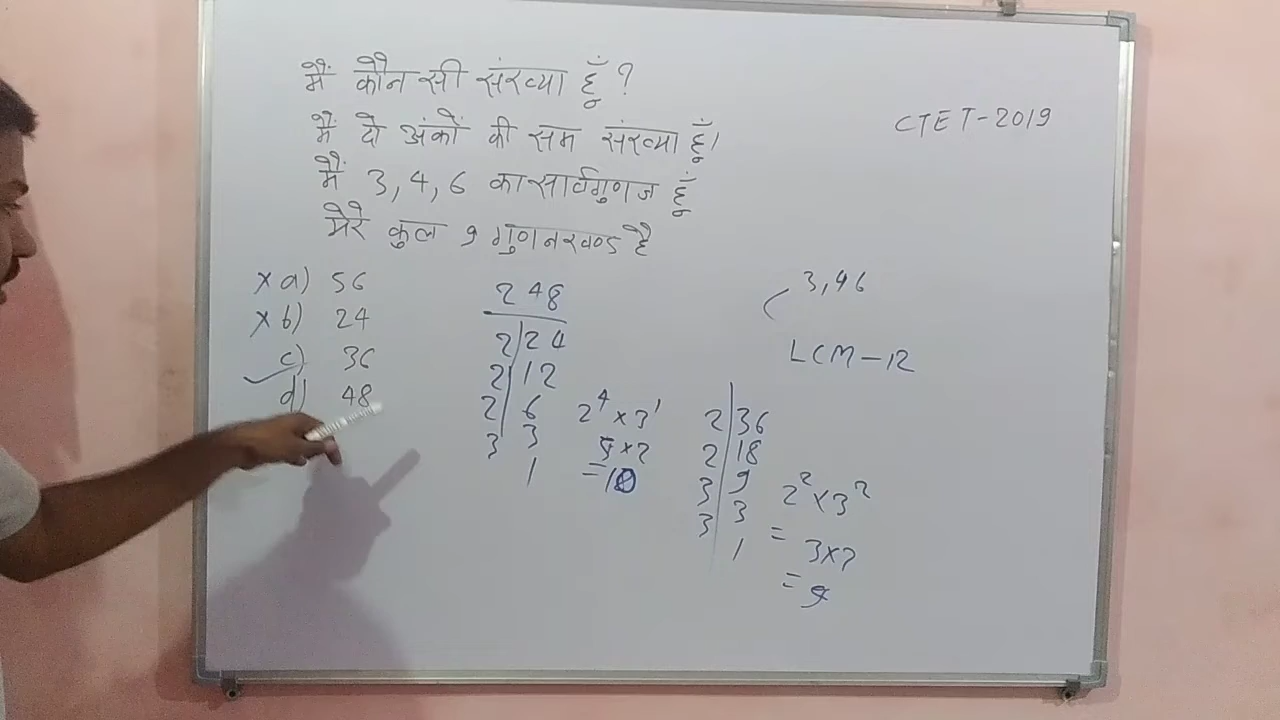 मैं कौन सी संख्या हूँ ?
मैं दो अंकों की सम संख्या हूँ।
मैं 3, 4, 6 का सार्वगुणज हूँ
मेरे कुल 9 गुणनखण्ड है
CTET-2019
x a) 56
x b) 24
✓ c) 36
d) 48
2 48
2 24
2 12
2 6
3 3
1
2⁴ x 3¹
5 x 2
= 10
3, 4 6
LCM - 12
2 36
2 18
3 9
3 3
1
2² x 3²
= 3 x 3
= 9